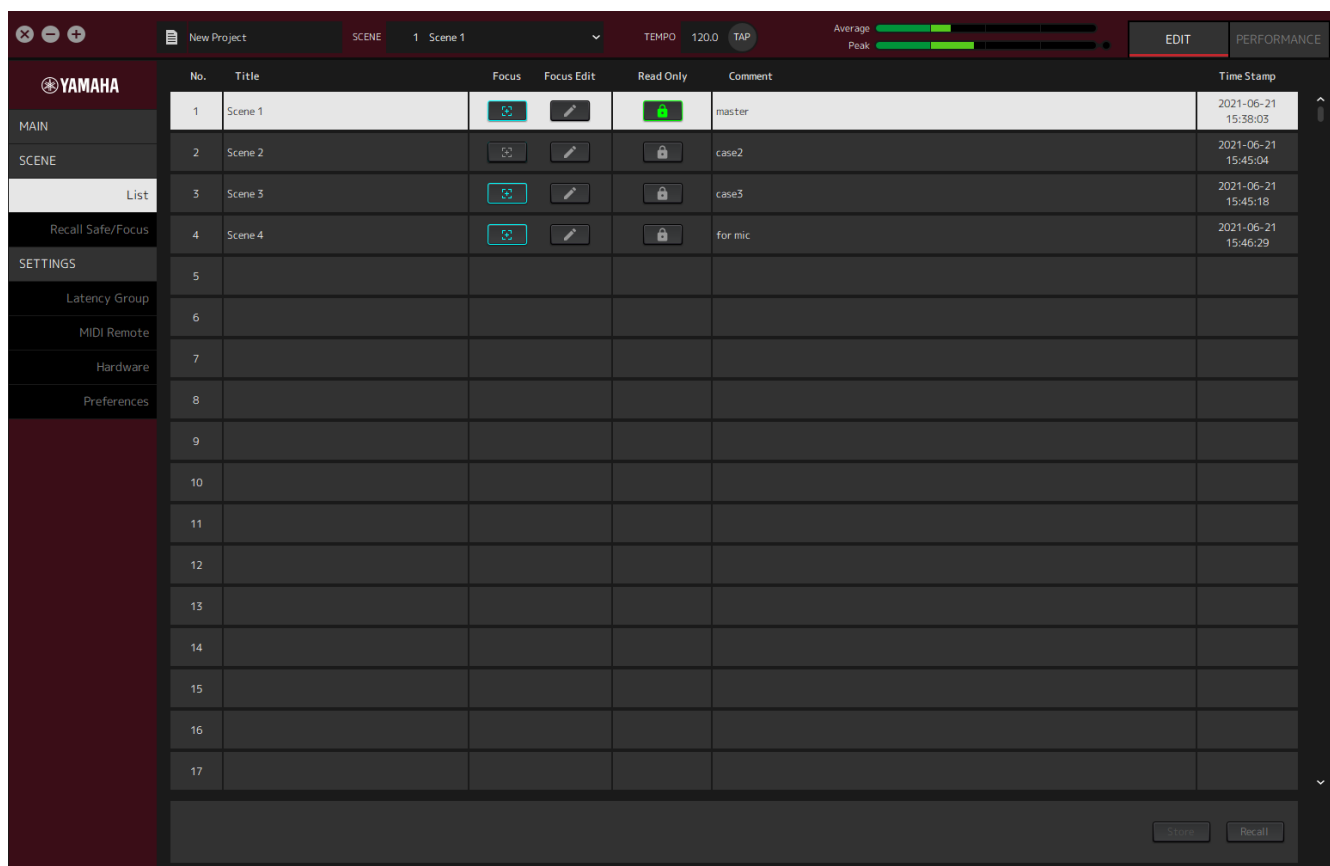 New Project SCENE 1 Scene 1 TEMPO 120.0 TAP Average Peak EDIT PERFORMANCE
YAMAHA
MAIN
SCENE
List
Recall Safe/Focus
SETTINGS
Latency Group
MIDI Remote
Hardware
Preferences
No. Title Focus Focus Edit Read Only Comment Time Stamp
1 Scene 1 master 2021-06-21 15:38:03
2 Scene 2 case2 2021-06-21 15:45:04
3 Scene 3 case3 2021-06-21 15:45:18
4 Scene 4 for mic 2021-06-21 15:46:29
5
6
7
8
9
10
11
12
13
14
15
16
17
Store Recall